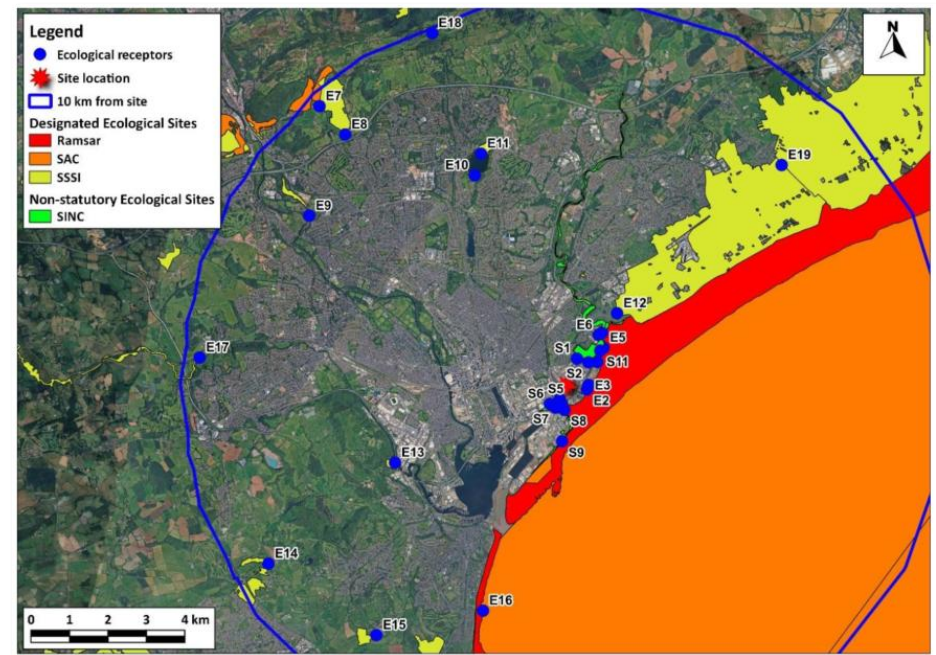 Legend
Ecological receptors
Site location
10 km from site
Designated Ecological Sites
Ramsar
SAC
SSSI
Non-statutory Ecological Sites
SINC
N
E18
E7
E8
E11
E10
E19
E9
E12
E6
E5
S1
S11
S2
E17
E3
S5
S6
E2
S7
S8
S9
E13
E14
E16
E15
0 1 2 3 4 km